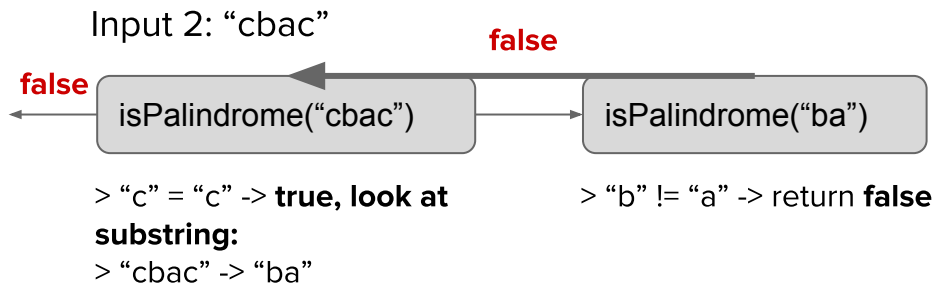 Input 2: “cbac”
false
false
isPalindrome(“cbac”)
isPalindrome(“ba”)
> “c” = “c” -> true, look at
substring:
> “cbac” -> “ba”
> “b” != “a” -> return false